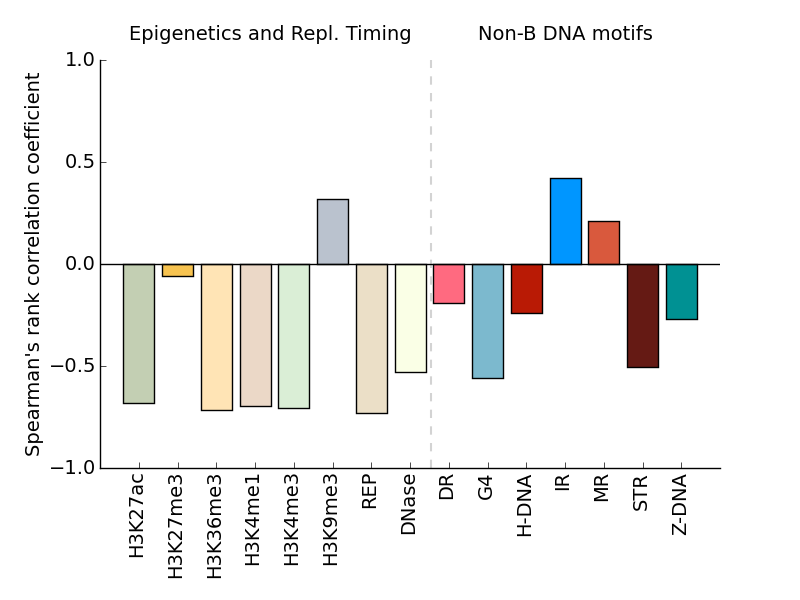 Epigenetics and Repl. Timing
Non-B DNA motifs
Spearman's rank correlation coefficient
1.0
0.5
0.0
−0.5
−1.0
H3K27ac
H3K27me3
H3K36me3
H3K4me1
H3K4me3
H3K9me3
REP
DNase
DR
G4
H-DNA
IR
MR
STR
Z-DNA